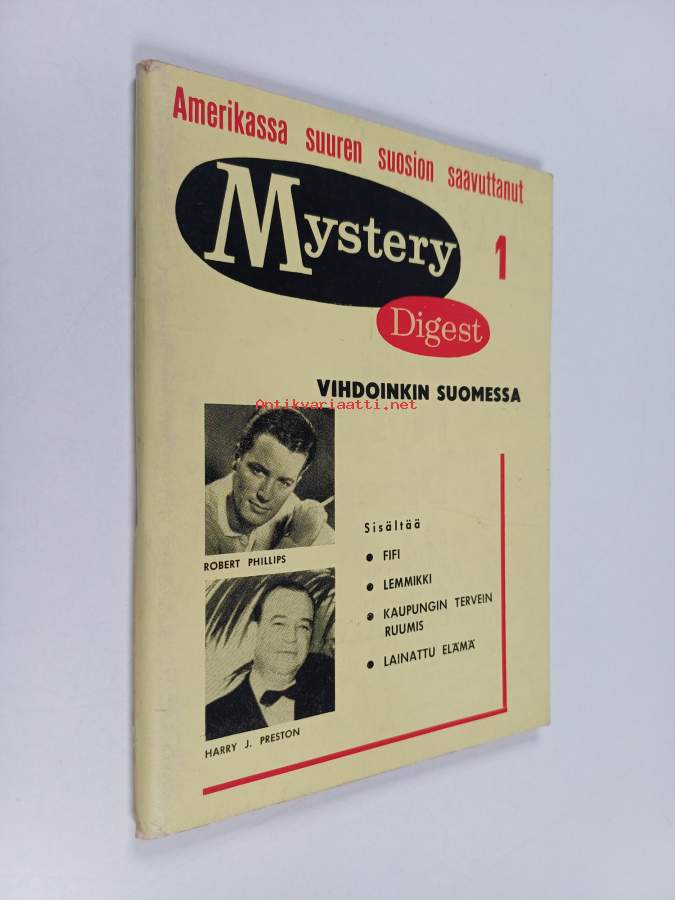 Amerikassa suuren suosion saavuttanut
Mystery
1
Digest
VIHDOINKIN SUOMESSA
Antikvariaatti.net
ROBERT PHILLIPS
Sisältää
• FIFI
• LEMMIKKI
• KAUPUNGIN TERVEIN
RUUMIS
• LAINATTU ELÄMÄ
HARRY J. PRESTON